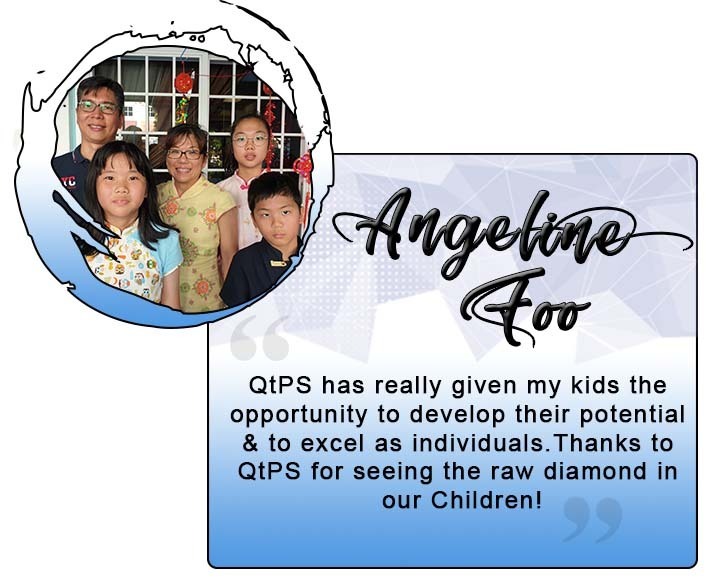 YC
Angeline
Foo
“
QtPS has really given my kids the
opportunity to develop their potential
& to excel as individuals.Thanks to
QtPS for seeing the raw diamond in
our Children!
”